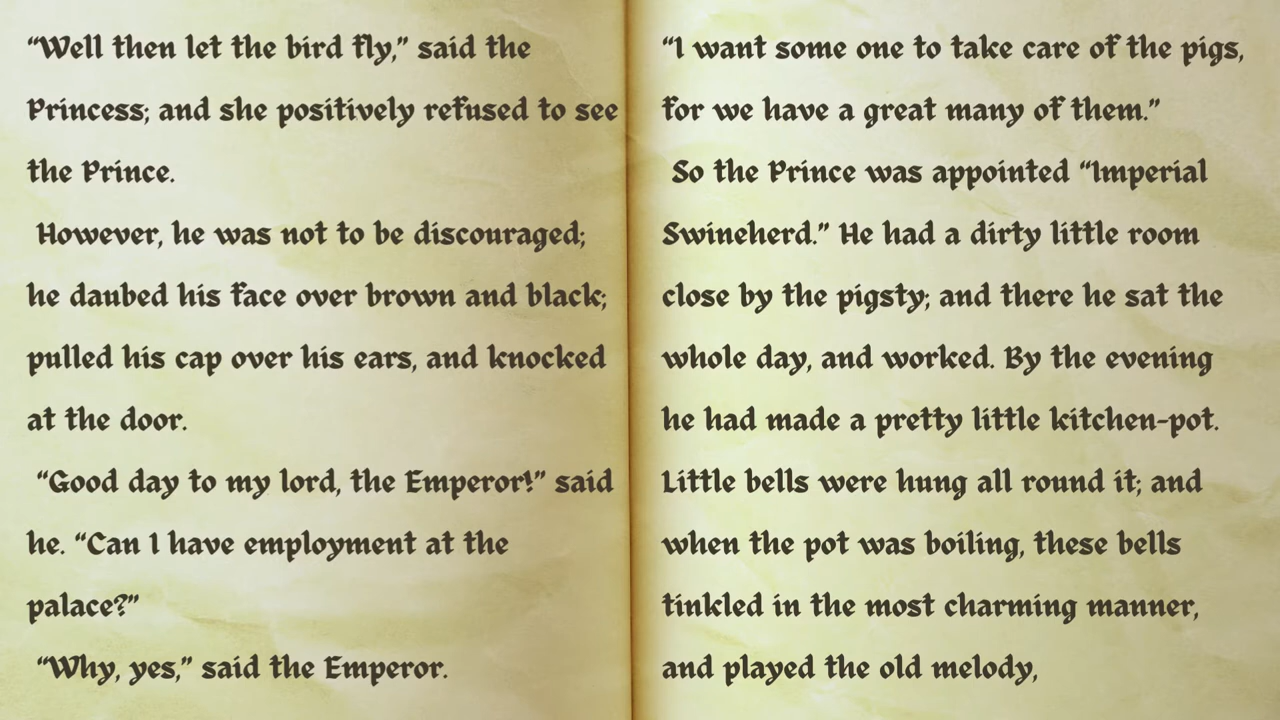 “Well then let the bird fly,” said the
Princess; and she positively refused to see
the Prince.
However, he was not to be discouraged;
he daubed his face over brown and black;
pulled his cap over his ears, and knocked
at the door.
“Good day to my lord, the Emperor!” said
he. “Can I have employment at the
palace?”
“Why, yes,” said the Emperor.
“I want some one to take care of the pigs,
for we have a great many of them.”
So the Prince was appointed “Imperial
Swineherd.” He had a dirty little room
close by the pigsty; and there he sat the
whole day, and worked. By the evening
he had made a pretty little kitchen-pot.
Little bells were hung all round it; and
when the pot was boiling, these bells
tinkled in the most charming manner,
and played the old melody,